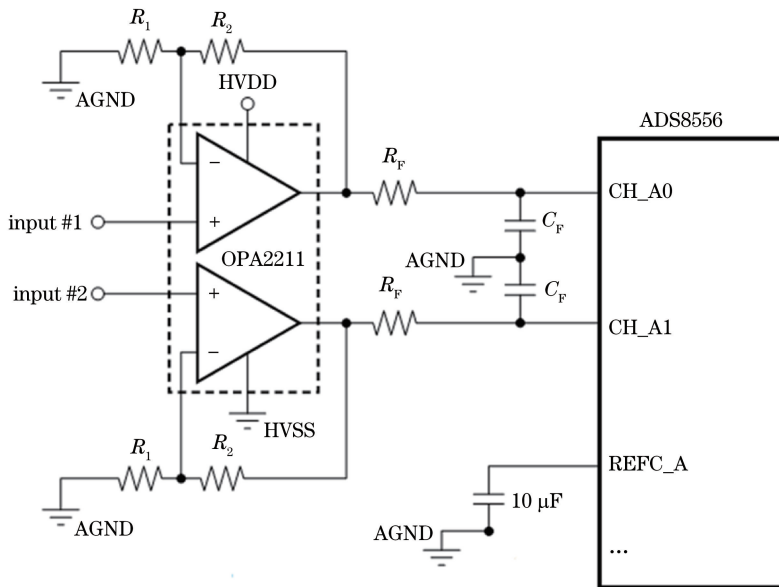 R1
R2
HVDD
AGND
ADS8556
RF
−
CH_A0
input #1
+
CF
OPA2211
AGND
input #2
+
RF
CF
CH_A1
−
HVSS
R1
R2
REFC_A
10 μF
AGND
AGND
...